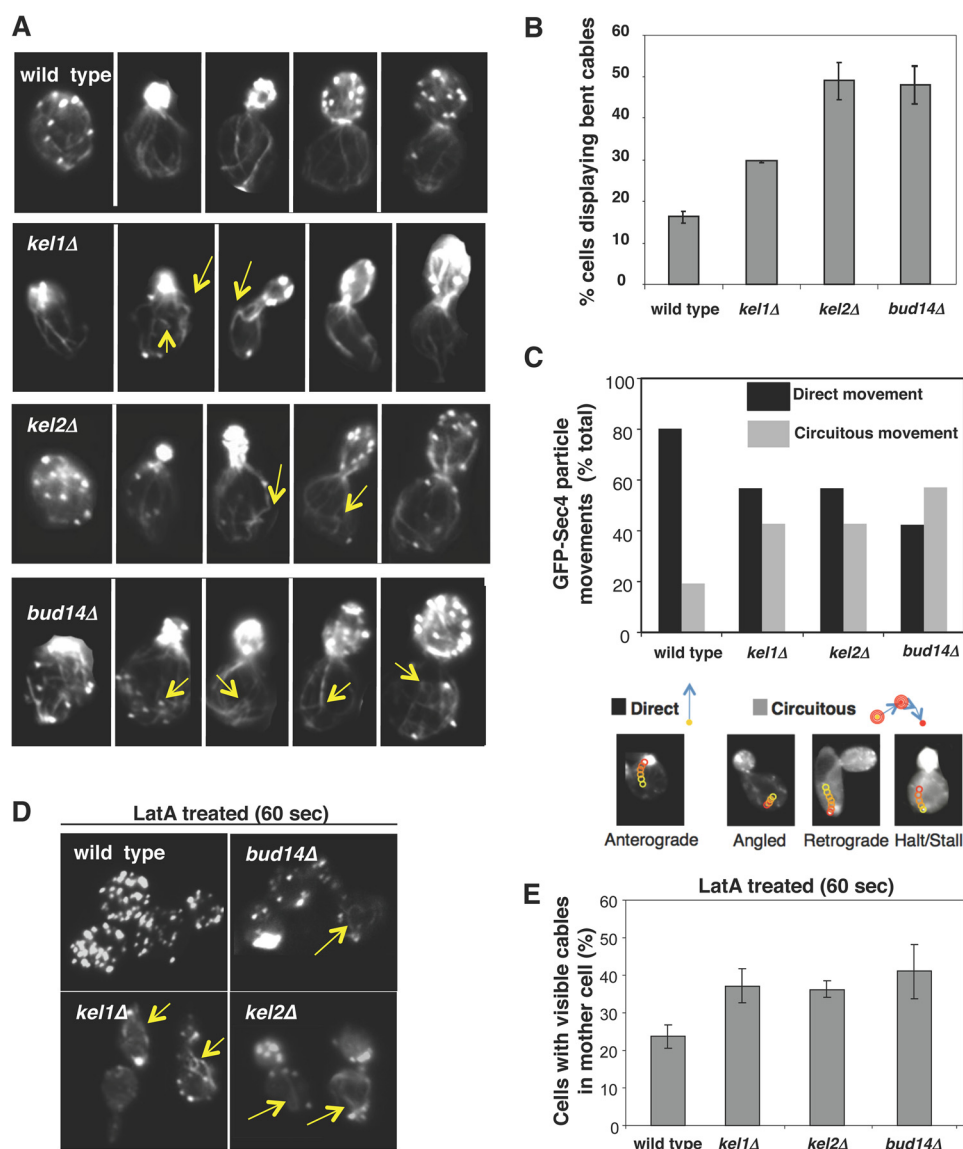 A
wild type
kel1Δ
kel2Δ
bud14Δ
B
% cells displaying bent cables
60
50
40
30
20
10
0
wild type kel1Δ kel2Δ bud14Δ
C
GFP-Sec4 particle
movements (% total)
100
80
60
40
20
0
Direct movement
Circuitous movement
wild type kel1Δ kel2Δ bud14Δ
Direct Circuitous
Anterograde Angled Retrograde Halt/Stall
D
LatA treated (60 sec)
wild type bud14Δ
kel1Δ kel2Δ
E
LatA treated (60 sec)
Cells with visible cables
in mother cell (%)
60
50
40
30
20
10
0
wild type kel1Δ kel2Δ bud14Δ